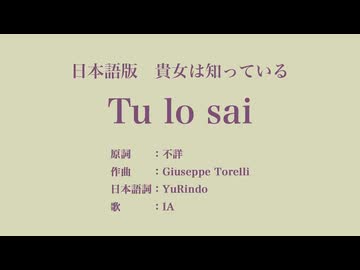 日本語版　貴女は知っている
Tu lo sai
原詞　　：不詳
作曲　　：Giuseppe Torelli
日本語詞：YuRindo
歌　　　：IA